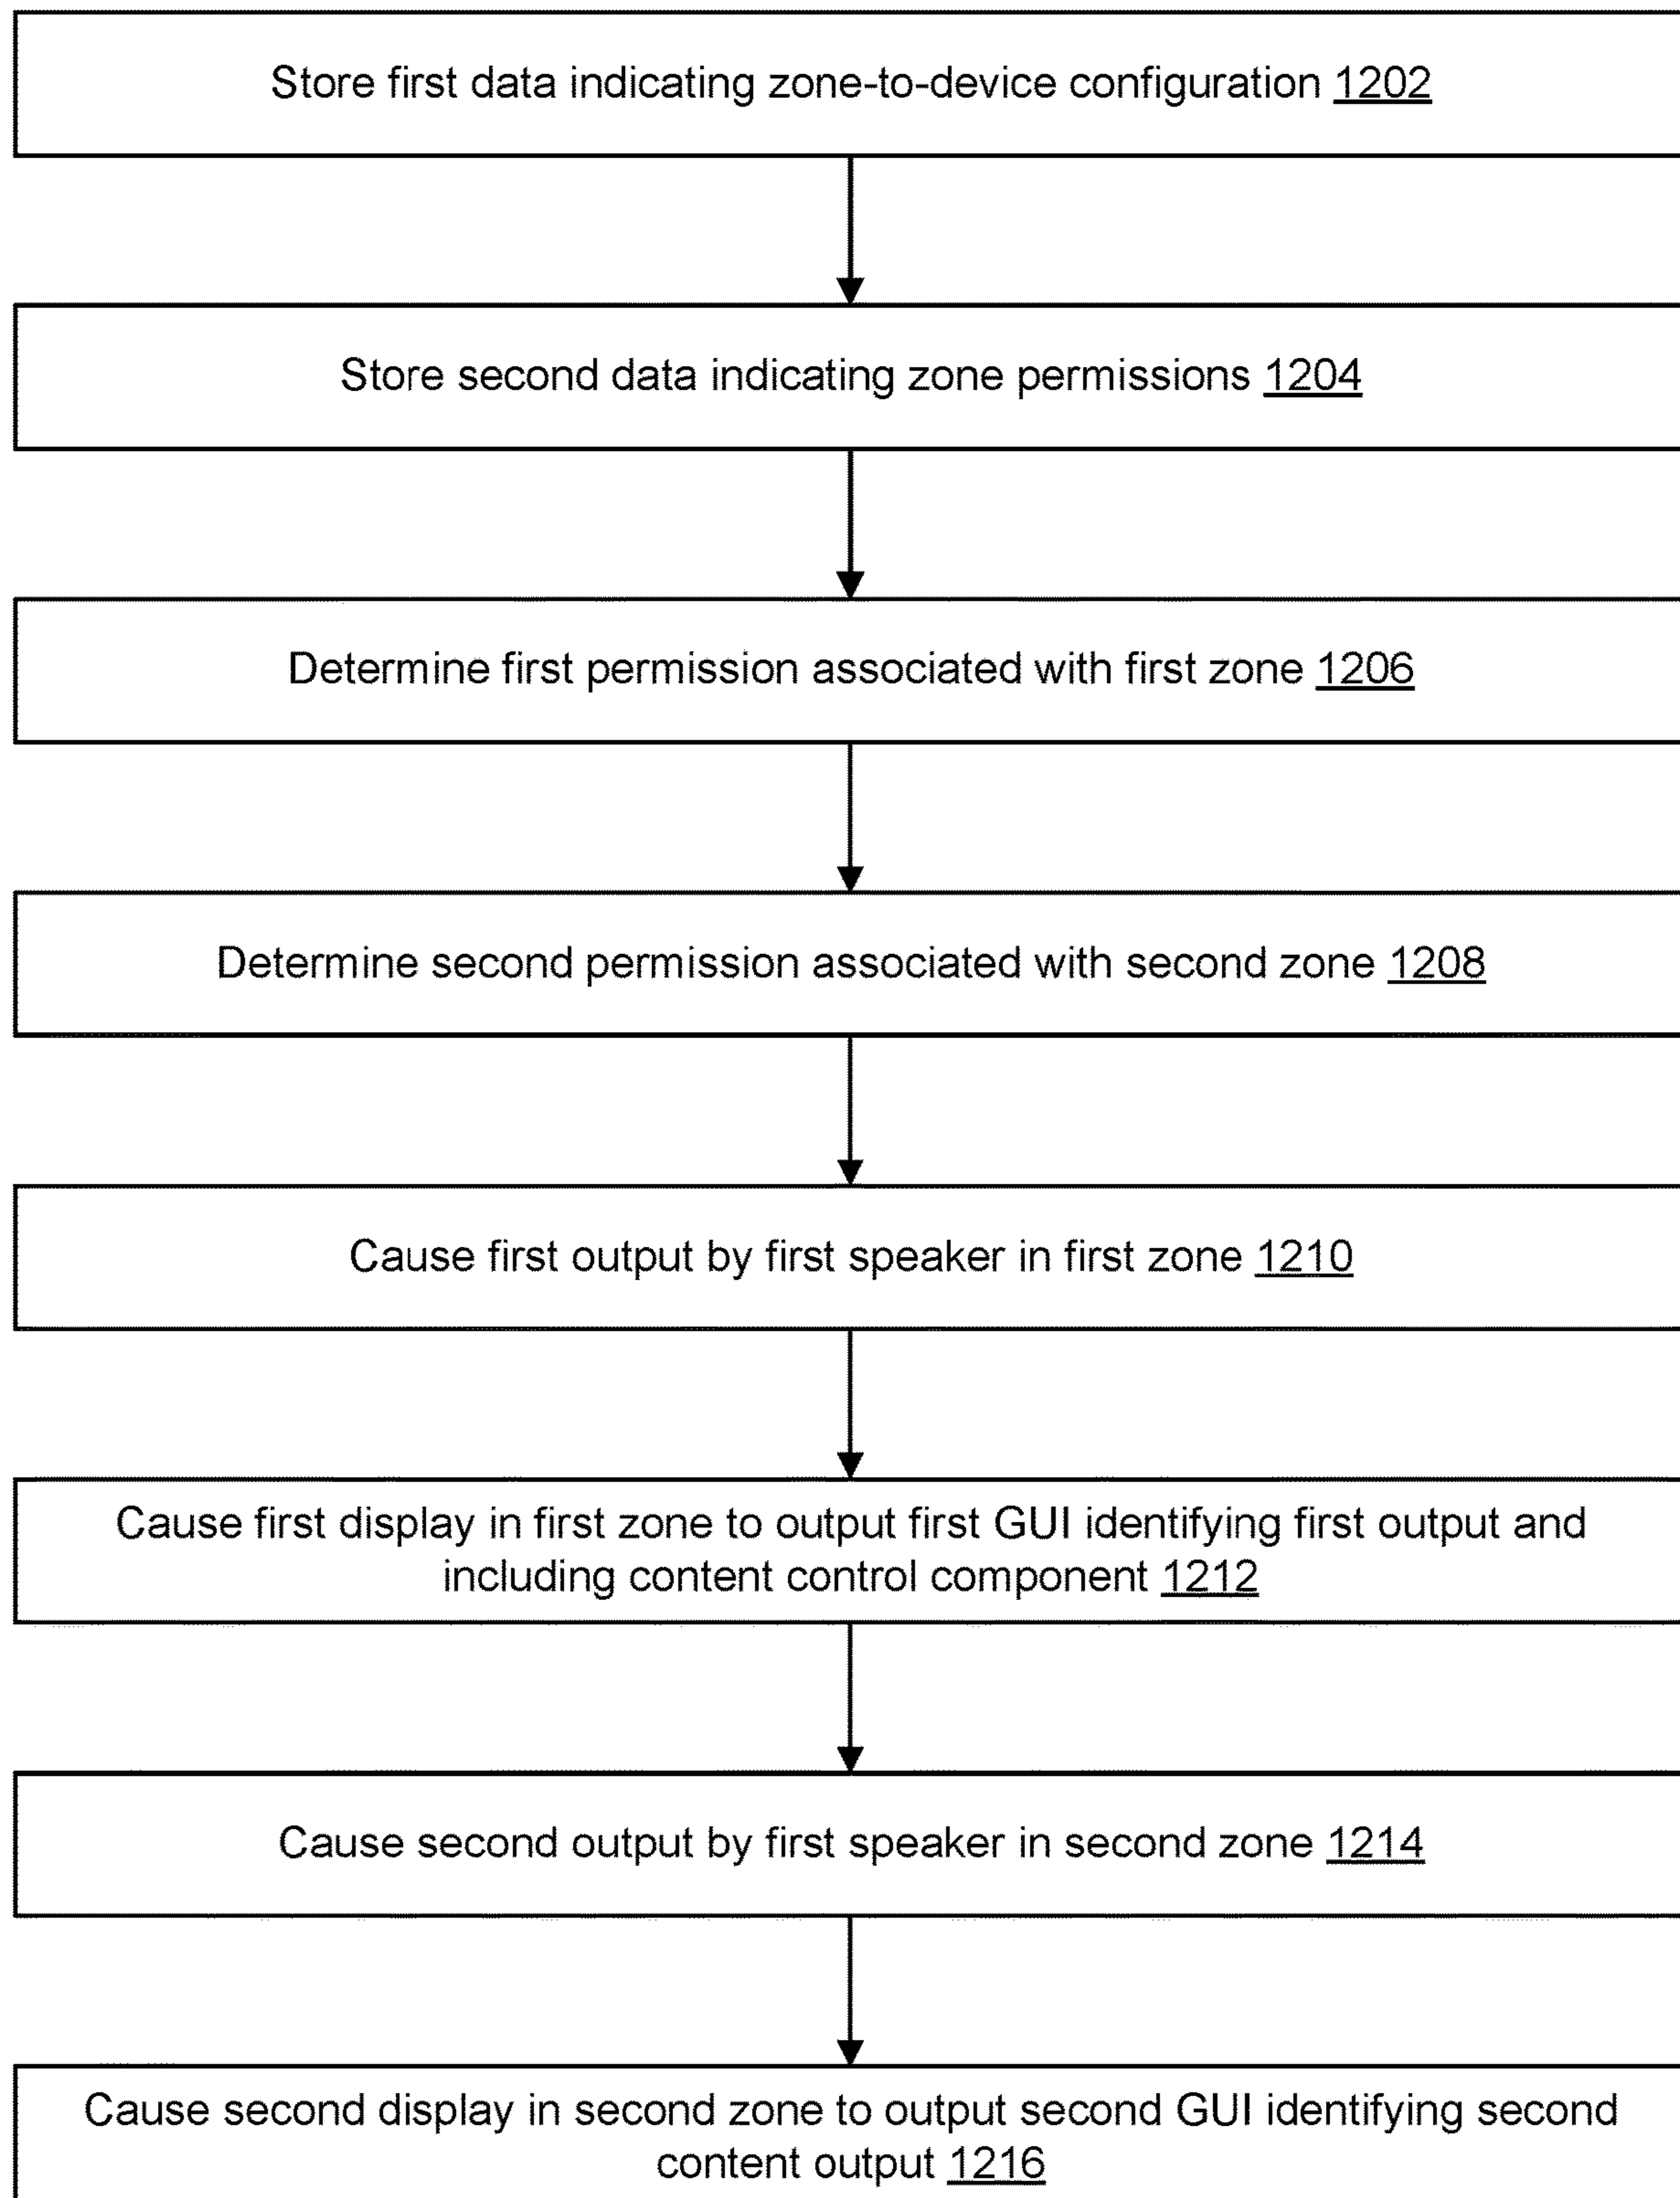 Store first data indicating zone-to-device configuration 1202
Store second data indicating zone permissions 1204
Determine first permission associated with first zone 1206
Determine second permission associated with second zone 1208
Cause first output by first speaker in first zone 1210
Cause first display in first zone to output first GUI identifying first output and
including content control component 1212
Cause second output by first speaker in second zone 1214
Cause second display in second zone to output second GUI identifying second
content output 1216